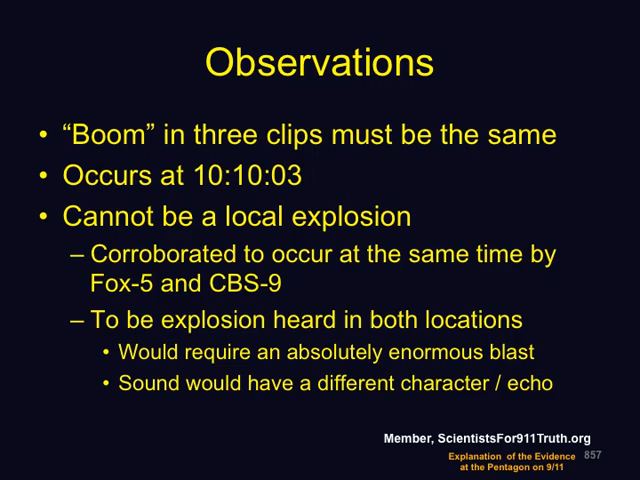 Observations
• “Boom” in three clips must be the same
• Occurs at 10:10:03
• Cannot be a local explosion
– Corroborated to occur at the same time by
Fox-5 and CBS-9
– To be explosion heard in both locations
• Would require an absolutely enormous blast
• Sound would have a different character / echo
Member, ScientistsFor911Truth.org
Explanation of the Evidence 857
at the Pentagon on 9/11